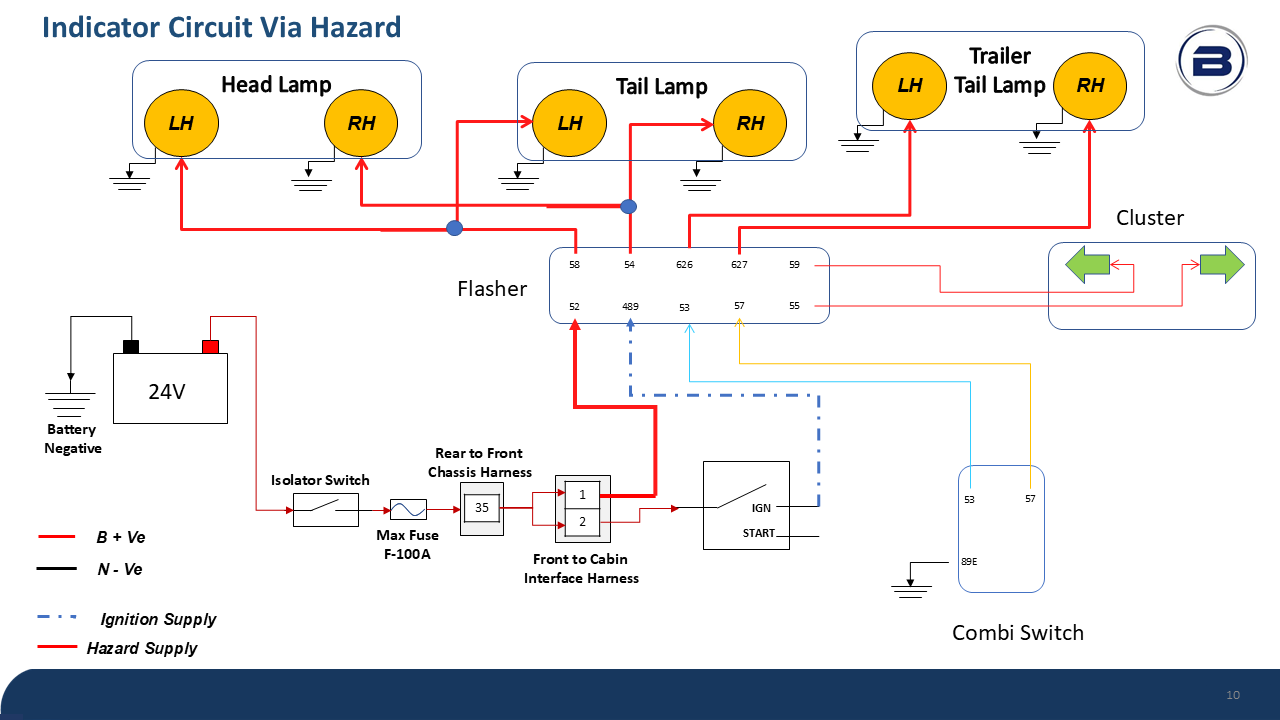 Indicator Circuit Via Hazard
Head Lamp
LH
RH
Tail Lamp
LH
RH
Trailer
Tail Lamp
LH
RH
B
Cluster
Flasher
58
54
626
627
59
52
489
53
57
55
24V
Battery
Negative
Isolator Switch
Max Fuse
F-100A
Rear to Front
Chassis Harness
35
1
2
Front to Cabin
Interface Harness
IGN
START
53
57
89E
Combi Switch
B + Ve
N - Ve
Ignition Supply
Hazard Supply
10